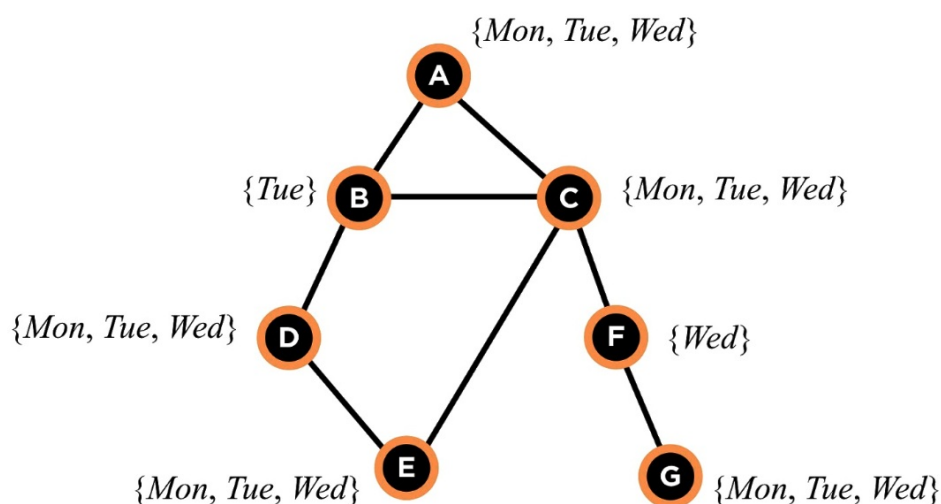 {Mon, Tue, Wed}
A
{Tue}
B
C
{Mon, Tue, Wed}
{Mon, Tue, Wed}
D
F
{Wed}
{Mon, Tue, Wed}
E
G
{Mon, Tue, Wed}